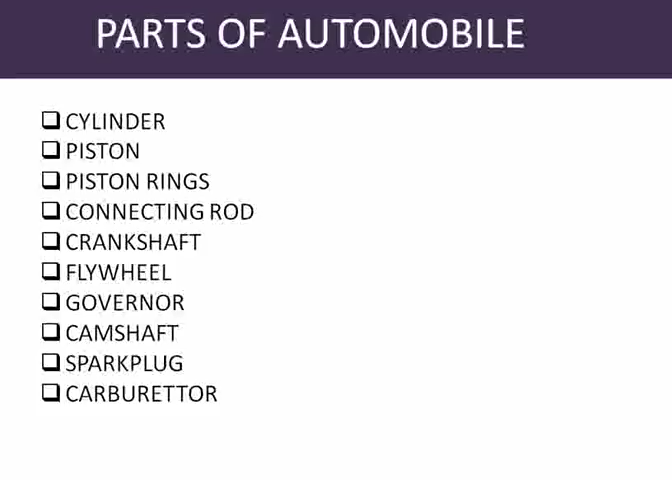 PARTS OF AUTOMOBILE
❑ CYLINDER
❑ PISTON
❑ PISTON RINGS
❑ CONNECTING ROD
❑ CRANKSHAFT
❑ FLYWHEEL
❑ GOVERNOR
❑ CAMSHAFT
❑ SPARKPLUG
❑ CARBURETTOR